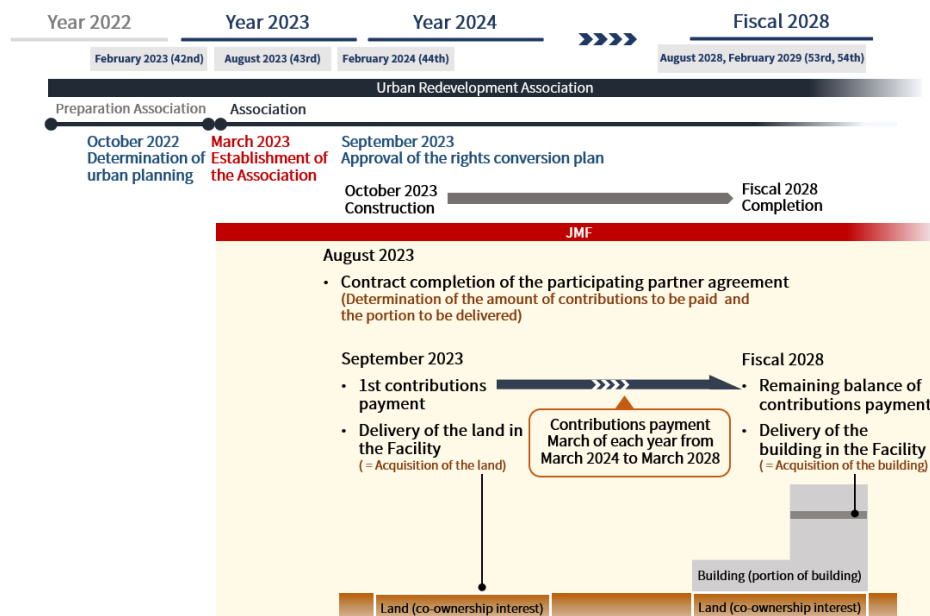 Year 2022
Year 2023
Year 2024
Fiscal 2028
February 2023 (42nd)
August 2023 (43rd)
February 2024 (44th)
August 2028, February 2029 (53rd, 54th)
Urban Redevelopment Association
Preparation Association
Association
October 2022
Determination of
urban planning
March 2023
Establishment of
the Association
September 2023
Approval of the rights conversion plan
October 2023
Construction
Fiscal 2028
Completion
JMF
August 2023
・ Contract completion of the participating partner agreement
(Determination of the amount of contributions to be paid and
the portion to be delivered)
September 2023
・ 1st contributions
payment
・ Delivery of the land in
the Facility
( = Acquisition of the land)
Contributions payment
March of each year from
March 2024 to March 2028
Fiscal 2028
・ Remaining balance of
contributions payment
・ Delivery of the
building in the Facility
( = Acquisition of the building)
Building (portion of building)
Land (co-ownership interest)
Land (co-ownership interest)